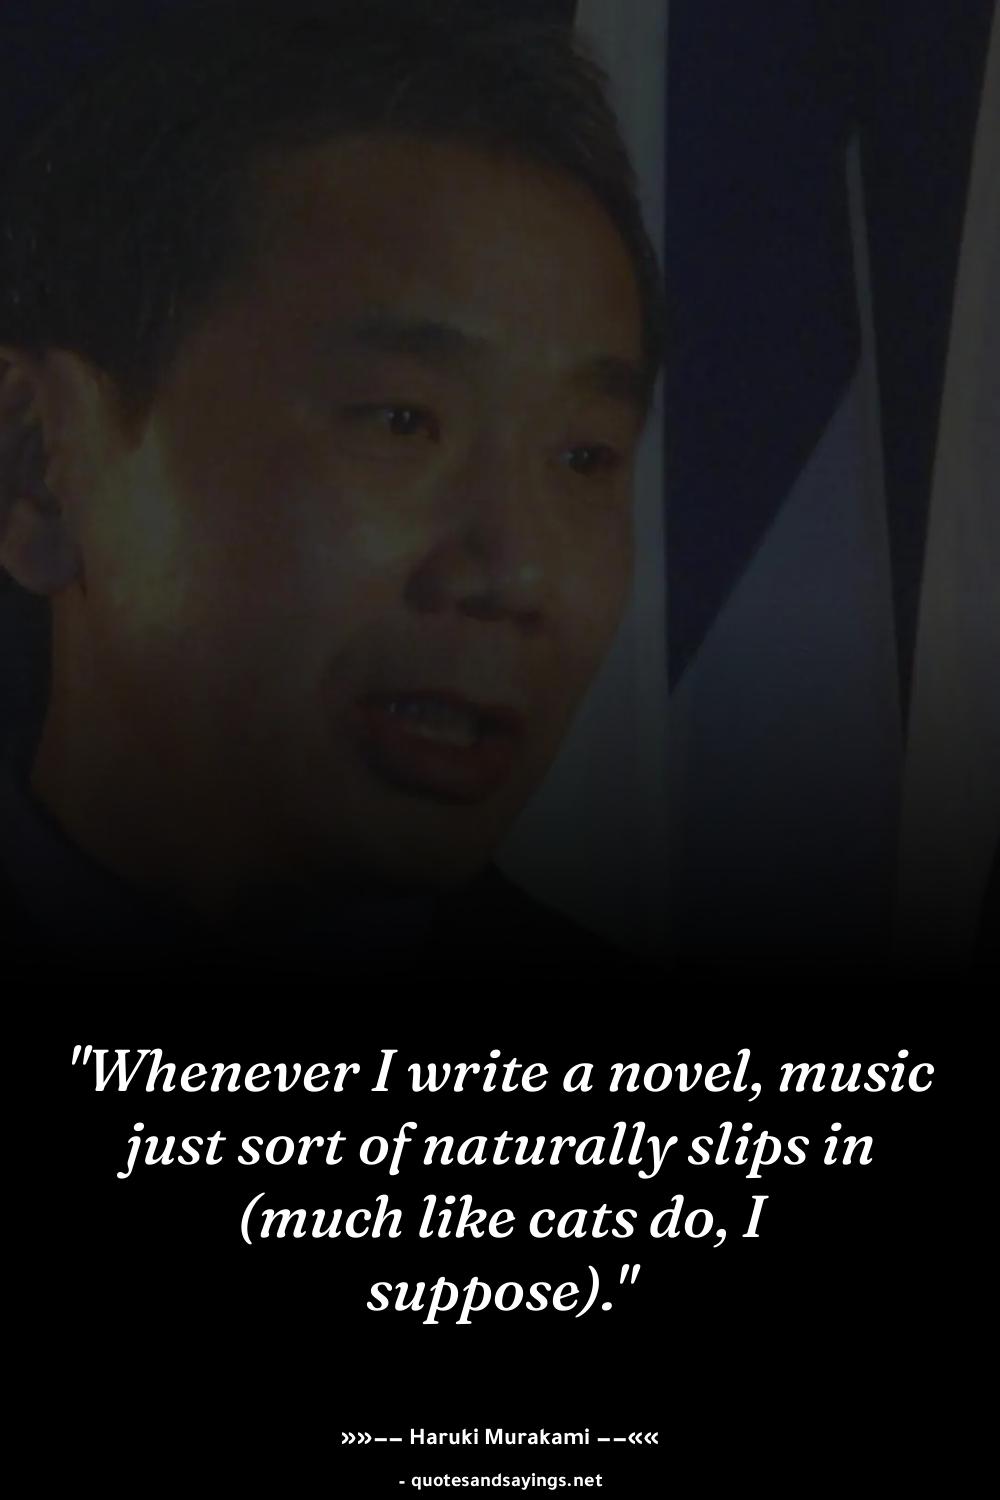 "Whenever I write a novel, music
just sort of naturally slips in
(much like cats do, I
suppose)."
»»−− Haruki Murakami −−««
- quotesandsayings.net